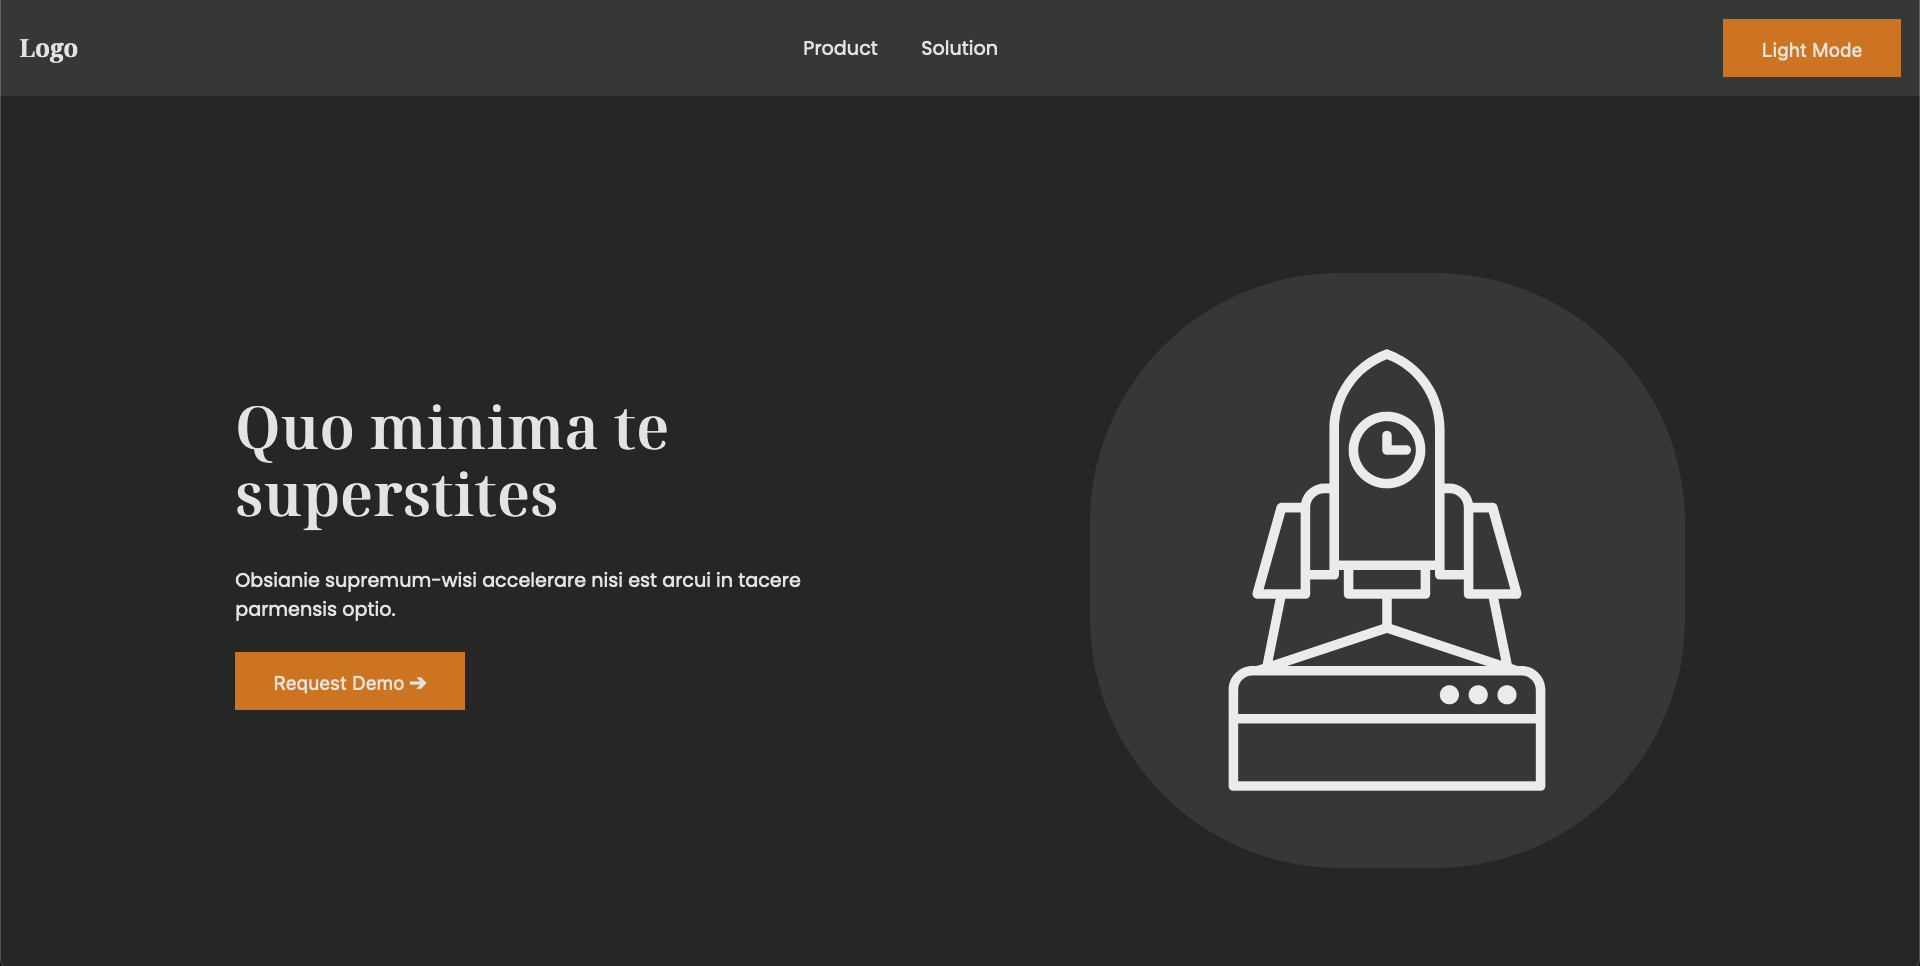 Logo
Product
Solution
Light Mode
Quo minima te
superstites
Obsianie supremum-wisi accelerare nisi est arcui in tacere
parmensis optio.
Request Demo ➔